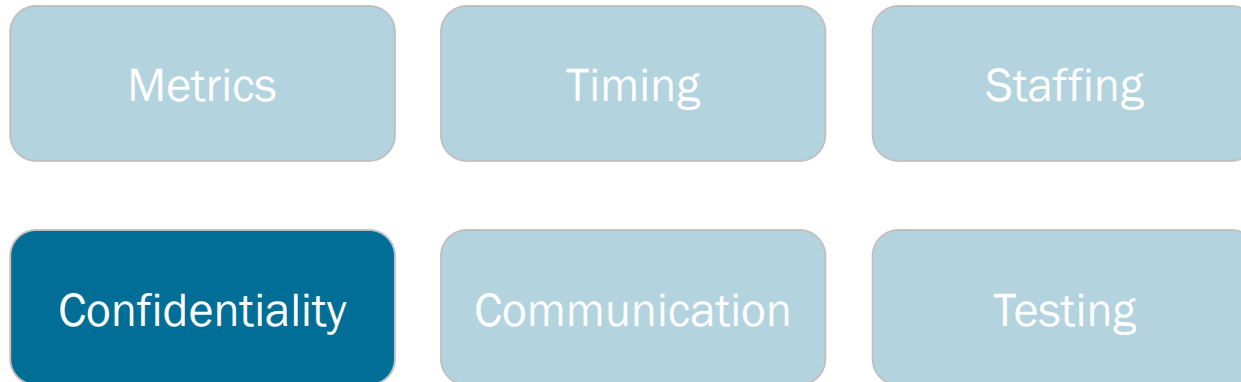 Metrics
Timing
Staffing
Confidentiality
Communication
Testing